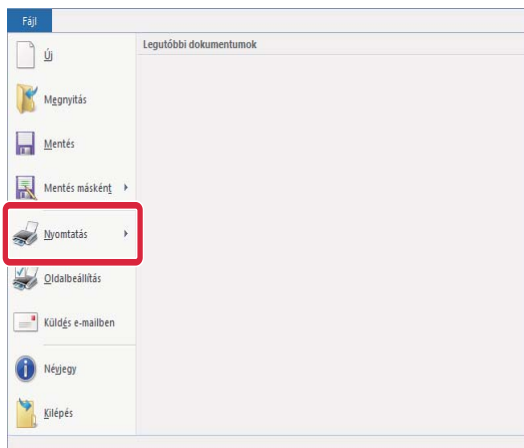 Fájl
Legutóbbi dokumentumok
Új
Megnyitás
Mentés
Mentés másként
Nyomtatás
Oldalbeállítás
Küldés e-mailben
Névjegy
Kilépés